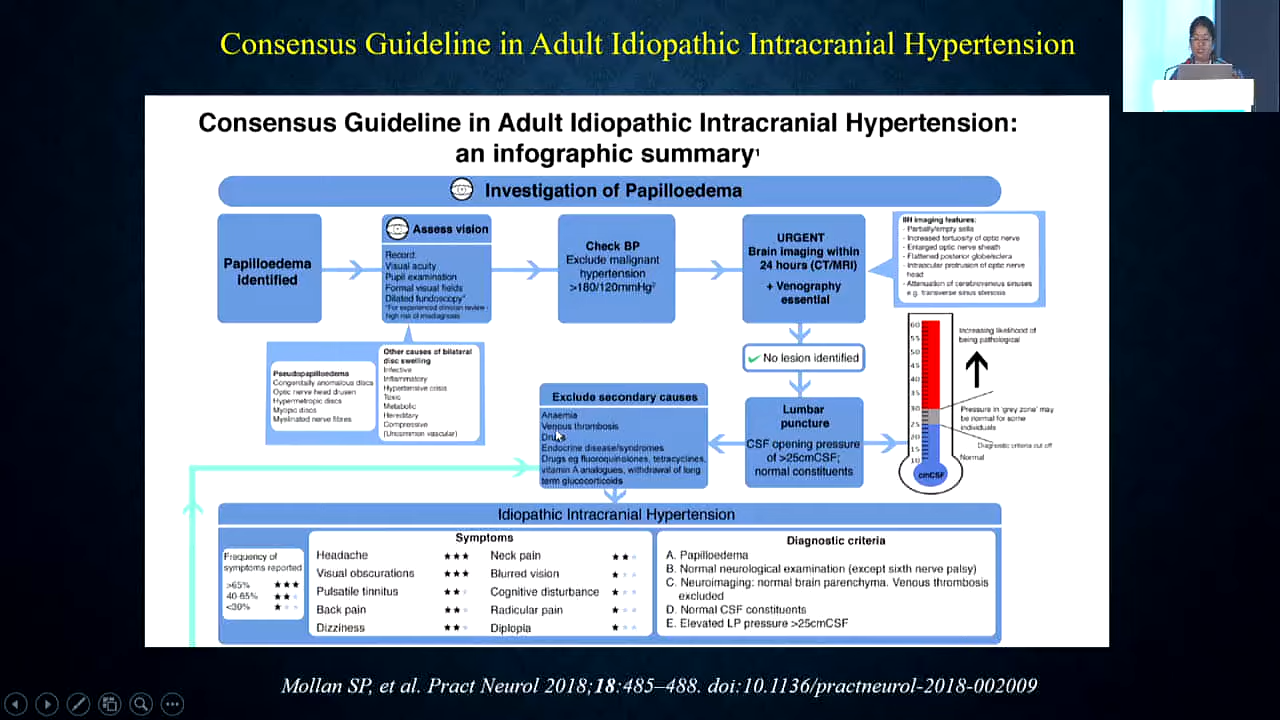 Consensus Guideline in Adult Idiopathic Intracranial Hypertension
Consensus Guideline in Adult Idiopathic Intracranial Hypertension:
an infographic summary¹
Investigation of Papilloedema
Papilloedema
identified
Assess vision
Record:
Visual acuity
Pupil examination
Formal visual fields
Dilated fundoscopy*
*For experienced clinician review -
high risk of misdiagnosis
Check BP
Exclude malignant
hypertension
>180/120mmHg²
URGENT
Brain imaging within
24 hours (CT/MRI)
+ Venography
essential
IIH imaging features:
- Partially/empty sella
- Increased tortuosity of optic nerve
- Enlarged optic nerve sheath
- Flattened posterior globe/sclera
- Intraocular protrusion of optic nerve
head
- Attenuation of cerebrovenous sinuses
e.g. transverse sinus stenosis
Pseudopapilloedema
Congenitally anomalous discs
Optic nerve head drusen
Hypermetropic discs
Myopic discs
Myelinated nerve fibres
Other causes of bilateral
disc swelling
Infective
Inflammatory
Hypertensive crisis
Toxic
Metabolic
Hereditary
Compressive
(Uncommon vascular)
No lesion identified
Exclude secondary causes
Anaemia
Venous thrombosis
Drugs
Endocrine disease/syndromes
Drugs eg fluoroquinolones, tetracyclines,
vitamin A analogues, withdrawal of long
term glucocorticoids
Lumbar
puncture
CSF opening pressure
of >25cmCSF;
normal constituents
60
55
50
45
40
35
30
25
20
15
10
cmCSF
Increasing likelihood of
being pathological
Pressure in 'grey zone' may
be normal for some
individuals
Diagnostic criteria cut off
Normal
Idiopathic Intracranial Hypertension
Frequency of
symptoms reported
>65% ★★★
40-65% ★★★
<30% ★★★
Symptoms
Headache ★★★ Neck pain ★★★
Visual obscurations ★★★ Blurred vision ★★★
Pulsatile tinnitus ★★★ Cognitive disturbance ★★★
Back pain ★★★ Radicular pain ★★★
Dizziness ★★★ Diplopia ★★★
Diagnostic criteria
A. Papilloedema
B. Normal neurological examination (except sixth nerve palsy)
C. Neuroimaging: normal brain parenchyma. Venous thrombosis
excluded
D. Normal CSF constituents
E. Elevated LP pressure >25cmCSF
Mollan SP, et al. Pract Neurol 2018;18:485–488. doi:10.1136/practneurol-2018-002009